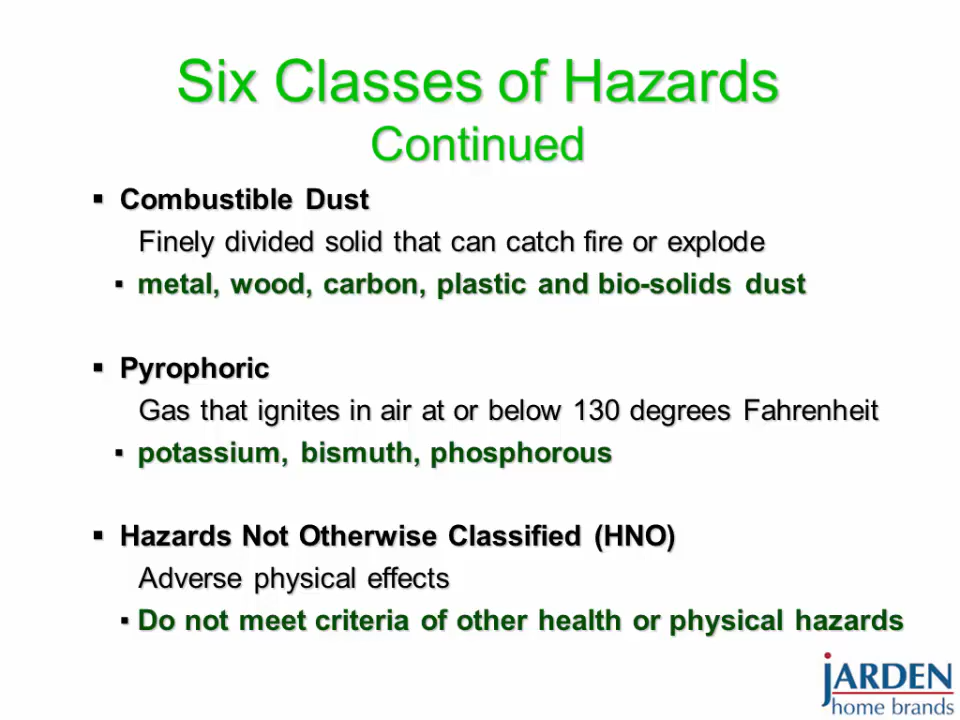 Six Classes of Hazards
Continued
▪ Combustible Dust
Finely divided solid that can catch fire or explode
▪ metal, wood, carbon, plastic and bio-solids dust
▪ Pyrophoric
Gas that ignites in air at or below 130 degrees Fahrenheit
▪ potassium, bismuth, phosphorous
▪ Hazards Not Otherwise Classified (HNO)
Adverse physical effects
▪ Do not meet criteria of other health or physical hazards
jARDEN
home brands